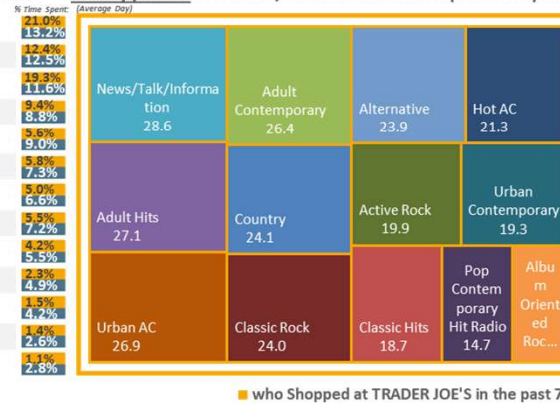 % Time Spent: (Average Day)
21.0%
13.2%
12.4%
12.5%
19.3%
11.6%
9.4%
8.8%
5.6%
9.0%
5.8%
7.3%
5.0%
6.6%
5.5%
7.2%
4.2%
5.5%
2.3%
4.9%
1.5%
4.2%
1.4%
2.6%
1.1%
2.8%
News/Talk/Informa
tion
28.6
Adult
Contemporary
26.4
Alternative
23.9
Hot AC
21.3
Adult Hits
27.1
Country
24.1
Active Rock
19.9
Urban
Contemporary
19.3
Urban AC
26.9
Classic Rock
24.0
Classic Hits
18.7
Pop
Contem
porary
Hit Radio
14.7
Albu
m
Orient
ed
Roc...
who Shopped at TRADER JOE'S in the past 7